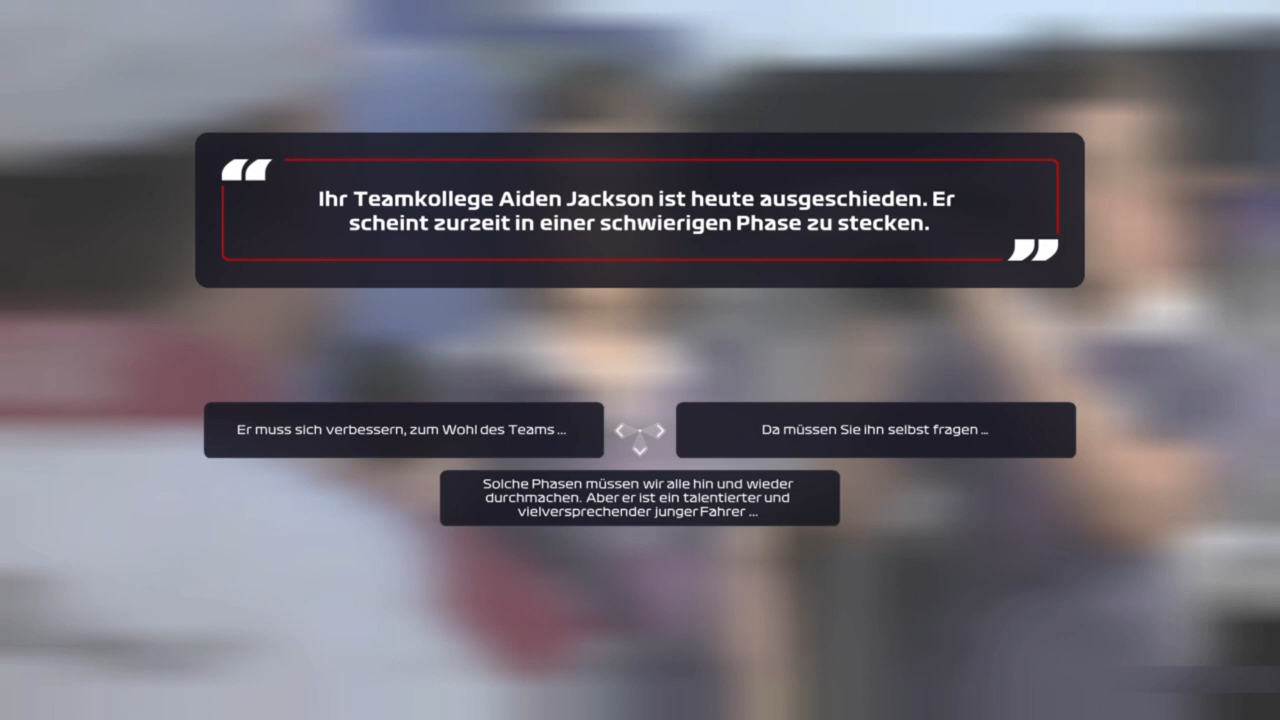 Ihr Teamkollege Aiden Jackson ist heute ausgeschieden. Er
scheint zurzeit in einer schwierigen Phase zu stecken.
Er muss sich verbessern, zum Wohl des Teams ...
Da müssen Sie ihn selbst fragen ...
Solche Phasen müssen wir alle hin und wieder
durchmachen. Aber er ist ein talentierter und
vielversprechender junger Fahrer ...